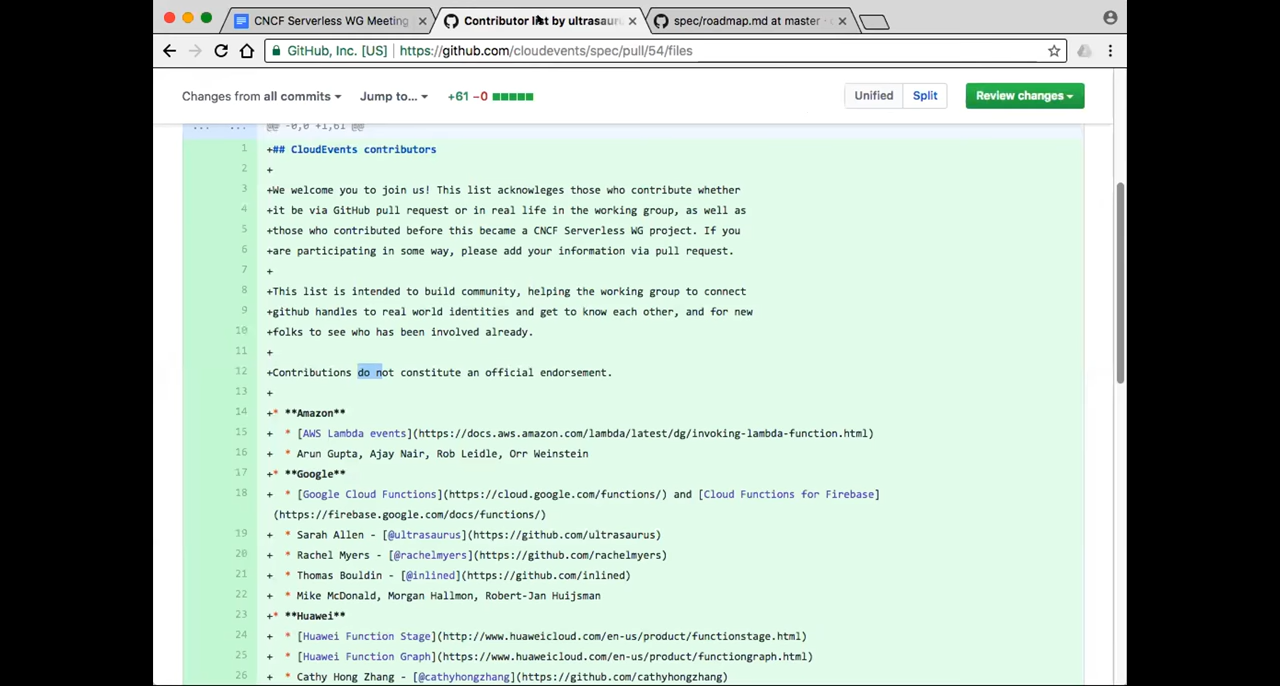 CNCF Serverless WG Meeting
Contributor list by ultrasaur
spec/roadmap.md at master
GitHub, Inc. [US] | https://github.com/cloudevents/spec/pull/54/files
Changes from all commits
Jump to...
+61 −0
Unified
Split
Review changes
@@ -0,0 +1,61 @@
1 +## CloudEvents contributors
2 +
3 +We welcome you to join us! This list acknowleges those who contribute whether
4 +it be via GitHub pull request or in real life in the working group, as well as
5 +those who contributed before this became a CNCF Serverless WG project. If you
6 +are participating in some way, please add your information via pull request.
7 +
8 +This list is intended to build community, helping the working group to connect
9 +github handles to real world identities and get to know each other, and for new
10 +folks to see who has been involved already.
11 +
12 +Contributions do not constitute an official endorsement.
13 +
14 +* **Amazon**
15 + * [AWS Lambda events](https://docs.aws.amazon.com/lambda/latest/dg/invoking-lambda-function.html)
16 + * Arun Gupta, Ajay Nair, Rob Leidle, Orr Weinstein
17 +* **Google**
18 + * [Google Cloud Functions](https://cloud.google.com/functions/) and [Cloud Functions for Firebase]
(https://firebase.google.com/docs/functions/)
19 + * Sarah Allen - [@ultrasaurus](https://github.com/ultrasaurus)
20 + * Rachel Myers - [@rachelmyers](https://github.com/rachelmyers)
21 + * Thomas Bouldin - [@inlined](https://github.com/inlined)
22 + * Mike McDonald, Morgan Hallmon, Robert-Jan Huijsman
23 +* **Huawei**
24 + * [Huawei Function Stage](http://www.huaweicloud.com/en-us/product/functionstage.html)
25 + * [Huawei Function Graph](https://www.huaweicloud.com/en-us/product/functiongraph.html)
26 + * Cathy Hong Zhang - [@cathyhongzhang](https://github.com/cathyhongzhang)